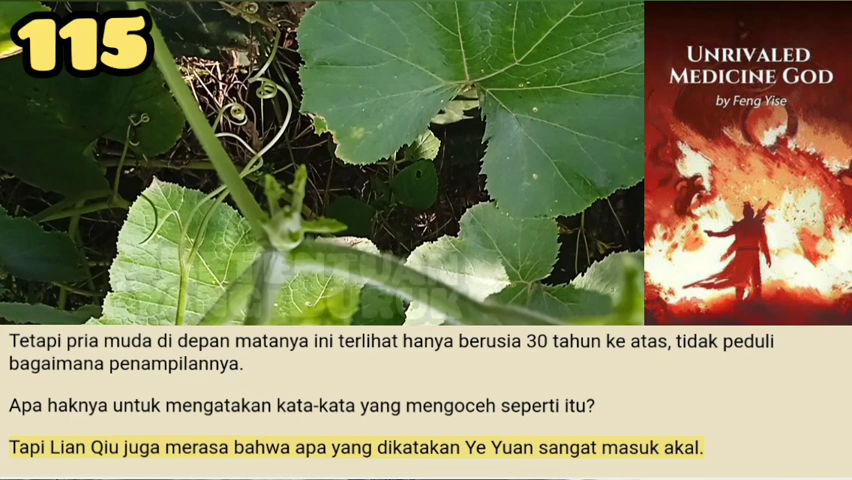 115
UNRIVALED
MEDICINE GOD
by Feng Yise
Tetapi pria muda di depan matanya ini terlihat hanya berusia 30 tahun ke atas, tidak peduli
bagaimana penampilannya.
Apa haknya untuk mengatakan kata-kata yang mengoceh seperti itu?
Tapi Lian Qiu juga merasa bahwa apa yang dikatakan Ye Yuan sangat masuk akal.